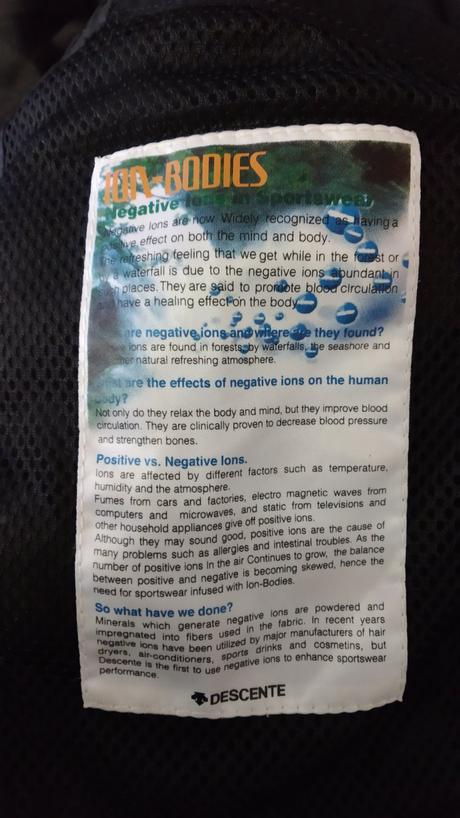 ION-BODIES
Negative Ions in Sportswear
Negative Ions are now Widely recognized as having a
positive effect on both the mind and body.
The refreshing feeling that we get while in the forest or
by a waterfall is due to the negative ions abundant in
such places. They are said to promote blood circulation
and have a healing effect on the body.
are negative ions and where are they found?
ions are found in forests, by waterfalls, the seashore and
other natural refreshing atmosphere.
What are the effects of negative ions on the human
body?
Not only do they relax the body and mind, but they improve blood
circulation. They are clinically proven to decrease blood pressure
and strengthen bones.
Positive vs. Negative Ions.
Ions are affected by different factors such as temperature,
humidity and the atmosphere.
Fumes from cars and factories, electro magnetic waves from
computers and microwaves, and static from televisions and
other household appliances give off positive ions.
Although they may sound good, positive ions are the cause of
many problems such as allergies and intestinal troubles. As the
number of positive ions in the air Continues to grow, the balance
between positive and negative is becoming skewed, hence the
need for sportswear infused with Ion-Bodies.
So what have we done?
Minerals which generate negative ions are powdered and
impregnated into fibers used in the fabric. In recent years
negative ions have been utilized by major manufacturers of hair
dryers, air-conditioners, sports drinks and cosmetins, but
Descente is the first to use negative ions to enhance sportswear
performance.
DESCENTE